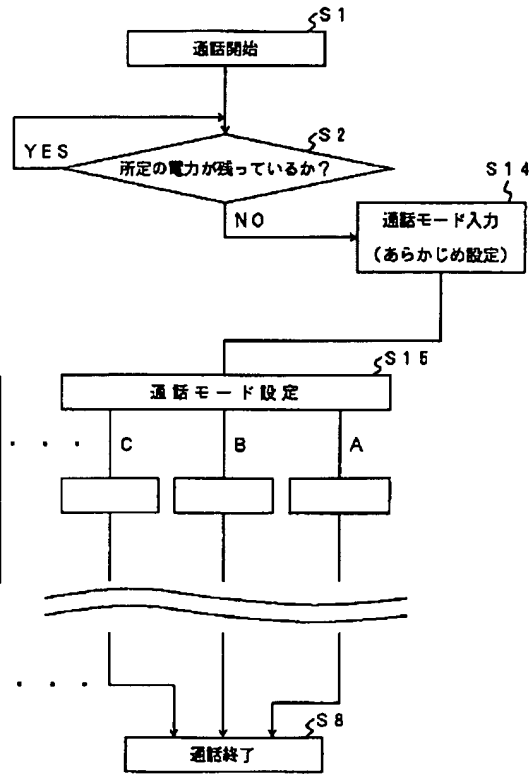 S1
通話開始
S2
YES
所定の電力が残っているか?
S14
NO
通話モード入力
(あらかじめ設定)
S15
通話モード設定
・・・ C B A
・・・
S8
通話終了